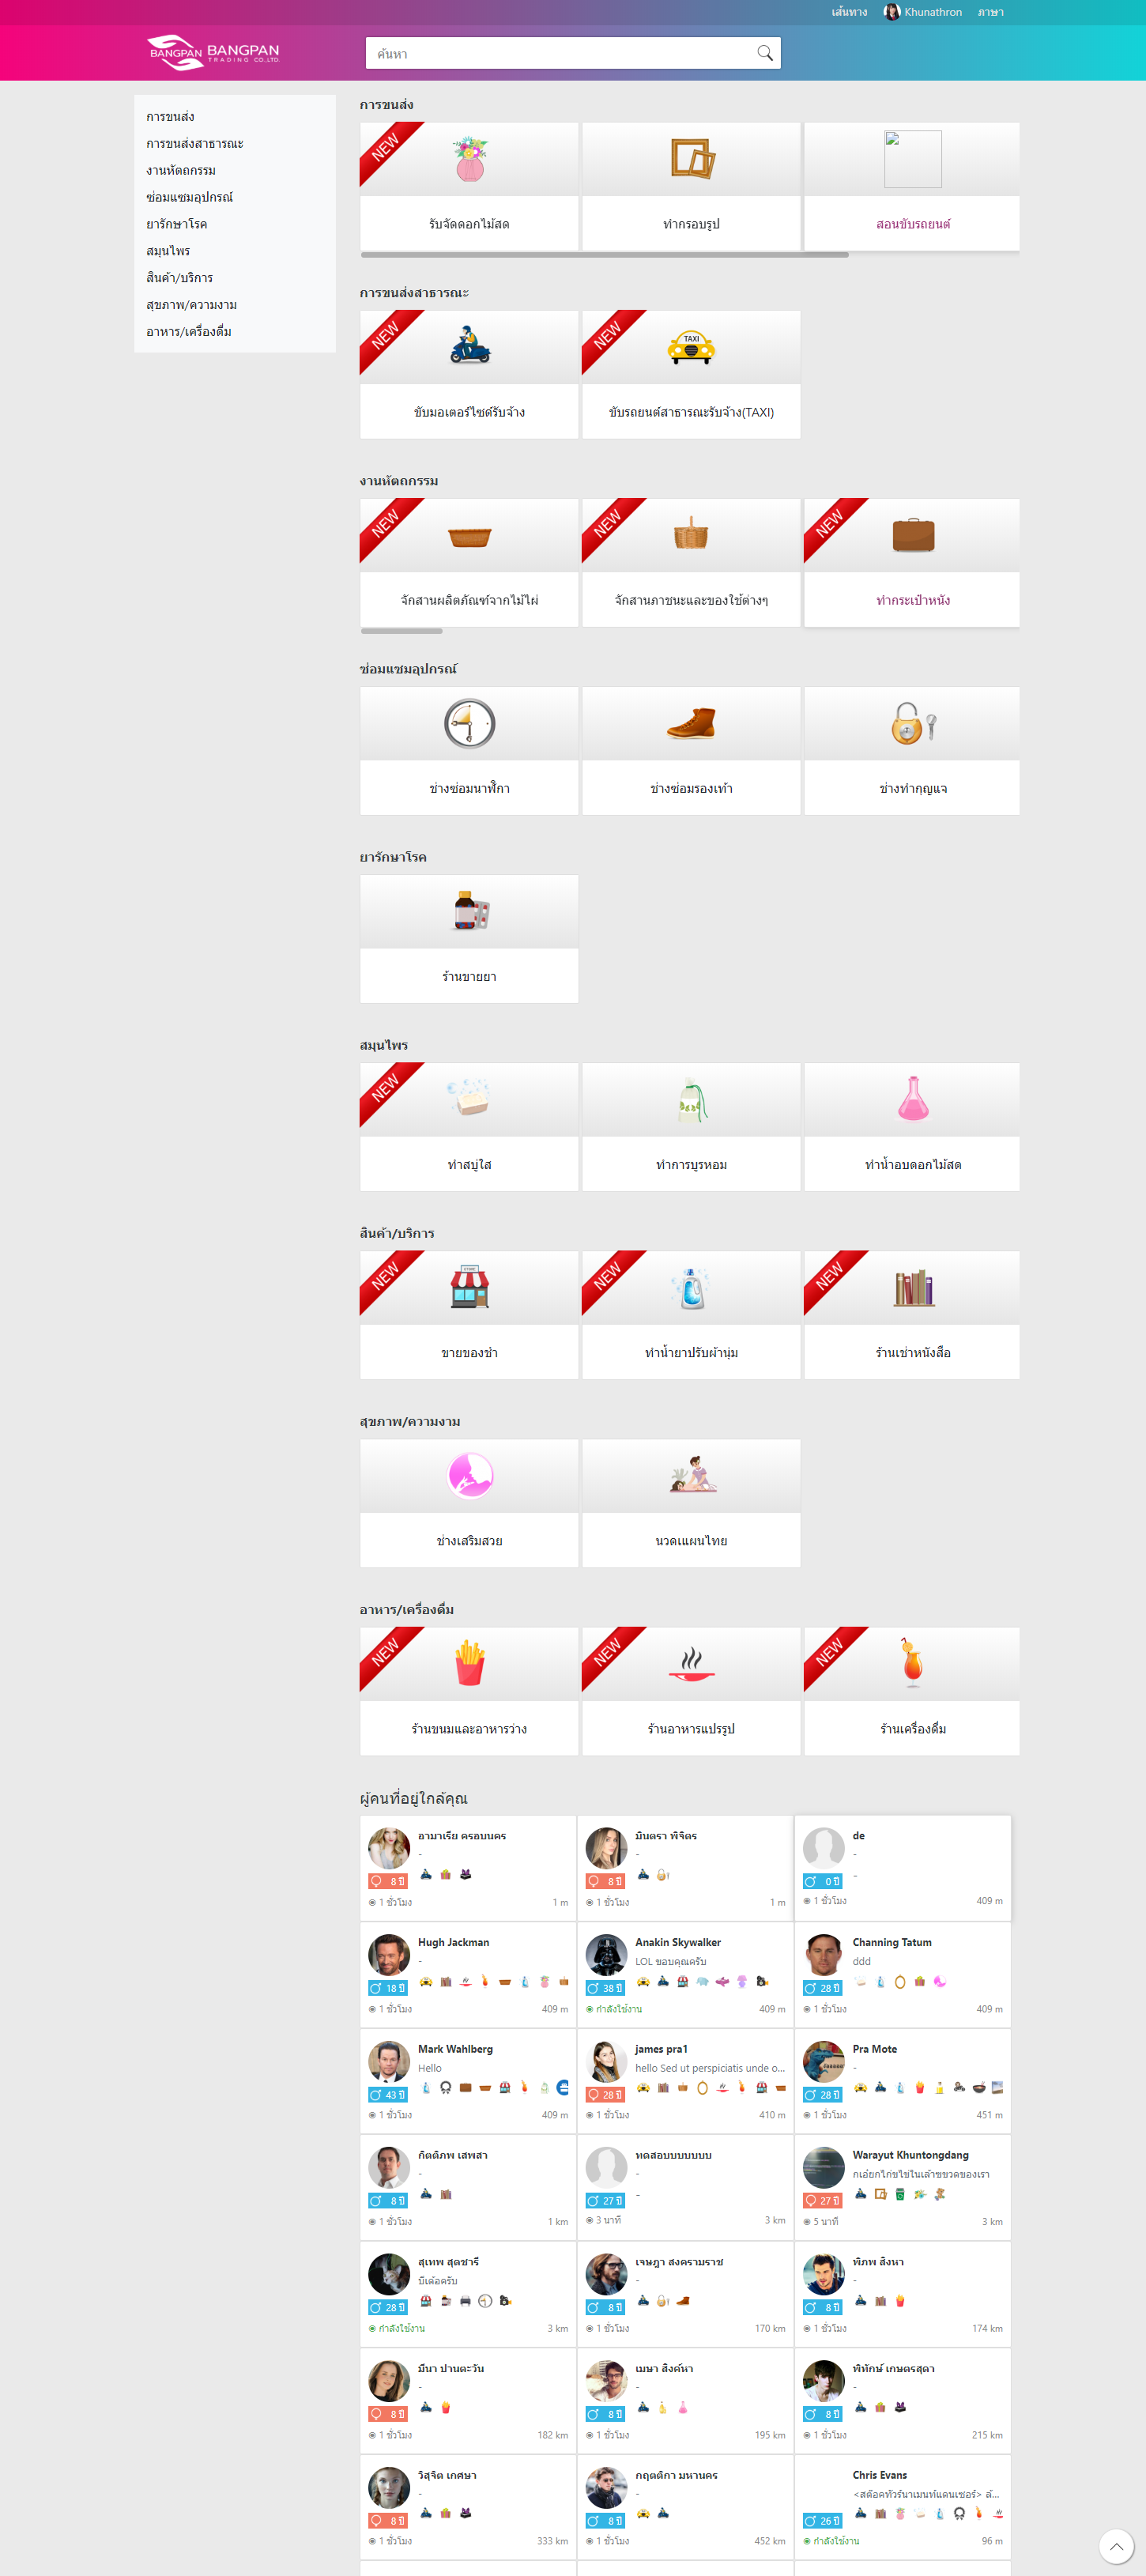 เส้นทาง
Khunathron
ภาษา
BANGPAN
BANGPAN
TRADING CO.,LTD.
ค้นหา
การขนส่ง
การขนส่งสาธารณะ
งานหัตถกรรม
ซ่อมแซมอุปกรณ์
ยารักษาโรค
สมุนไพร
สินค้า/บริการ
สุขภาพ/ความงาม
อาหาร/เครื่องดื่ม
การขนส่ง
NEW
รับจัดดอกไม้สด
ทำกรอบรูป
สอนขับรถยนต์
การขนส่งสาธารณะ
NEW
NEW
TAXI
ขับมอเตอร์ไซด์รับจ้าง
ขับรถยนต์สาธารณะรับจ้าง(TAXI)
งานหัตถกรรม
NEW
NEW
NEW
จักสานผลิตภัณฑ์จากไม้ไผ่
จักสานภาชนะและของใช้ต่างๆ
ทำกระเป๋าหนัง
ซ่อมแซมอุปกรณ์
ช่างซ่อมนาฬิกา
ช่างซ่อมรองเท้า
ช่างทำกุญแจ
ยารักษาโรค
ร้านขายยา
สมุนไพร
NEW
ทำสบู่ใส
ทำการบูรหอม
ทำน้ำอบดอกไม้สด
สินค้า/บริการ
NEW
NEW
NEW
STORE
ขายของชำ
ทำน้ำยาปรับผ้านุ่ม
ร้านเช่าหนังสือ
สุขภาพ/ความงาม
ช่างเสริมสวย
นวดแผนไทย
อาหาร/เครื่องดื่ม
NEW
NEW
NEW
ร้านขนมและอาหารว่าง
ร้านอาหารแปรรูป
ร้านเครื่องดื่ม
ผู้คนที่อยู่ใกล้คุณ
อามาเรีย ครอบนคร
-
8 ปี
1 ชั่วโมง
1 m
มินตรา พิจิตร
-
8 ปี
1 ชั่วโมง
1 m
de
-
-
0 ปี
1 ชั่วโมง
409 m
Hugh Jackman
-
18 ปี
1 ชั่วโมง
409 m
Anakin Skywalker
LOL ขอบคุณครับ
38 ปี
กำลังใช้งาน
409 m
Channing Tatum
ddd
28 ปี
1 ชั่วโมง
409 m
Mark Wahlberg
Hello
43 ปี
1 ชั่วโมง
409 m
james pra1
hello Sed ut perspiciatis unde o...
28 ปี
1 ชั่วโมง
410 m
Pra Mote
-
28 ปี
1 ชั่วโมง
451 m
กิตติภพ เสพสา
-
8 ปี
1 ชั่วโมง
1 km
ทดสอบบบบบบ
-
-
27 ปี
3 นาที
3 km
Warayut Khuntongdang
กเอ๋ยกไก่ขไข่ในเล้าฃขวดของเรา
27 ปี
5 นาที
3 km
สุเทพ สุดชารี
บีเด้อครับ
28 ปี
กำลังใช้งาน
3 km
เจษฎา สงครามราช
-
8 ปี
1 ชั่วโมง
170 km
พิภพ สิงหา
-
8 ปี
1 ชั่วโมง
174 km
มีนา ปานตะวัน
-
8 ปี
1 ชั่วโมง
182 km
เมษา สิงค์หา
-
8 ปี
1 ชั่วโมง
195 km
พิทักษ์ เกษตรสุดา
-
8 ปี
1 ชั่วโมง
215 km
วิสุจิต เกศษา
-
8 ปี
1 ชั่วโมง
333 km
กฤตติกา มหานคร
-
8 ปี
1 ชั่วโมง
452 km
Chris Evans
<สต๊อคทัวร์นาเมนท์แดนเซอร์> ล้...
26 ปี
กำลังใช้งาน
96 m